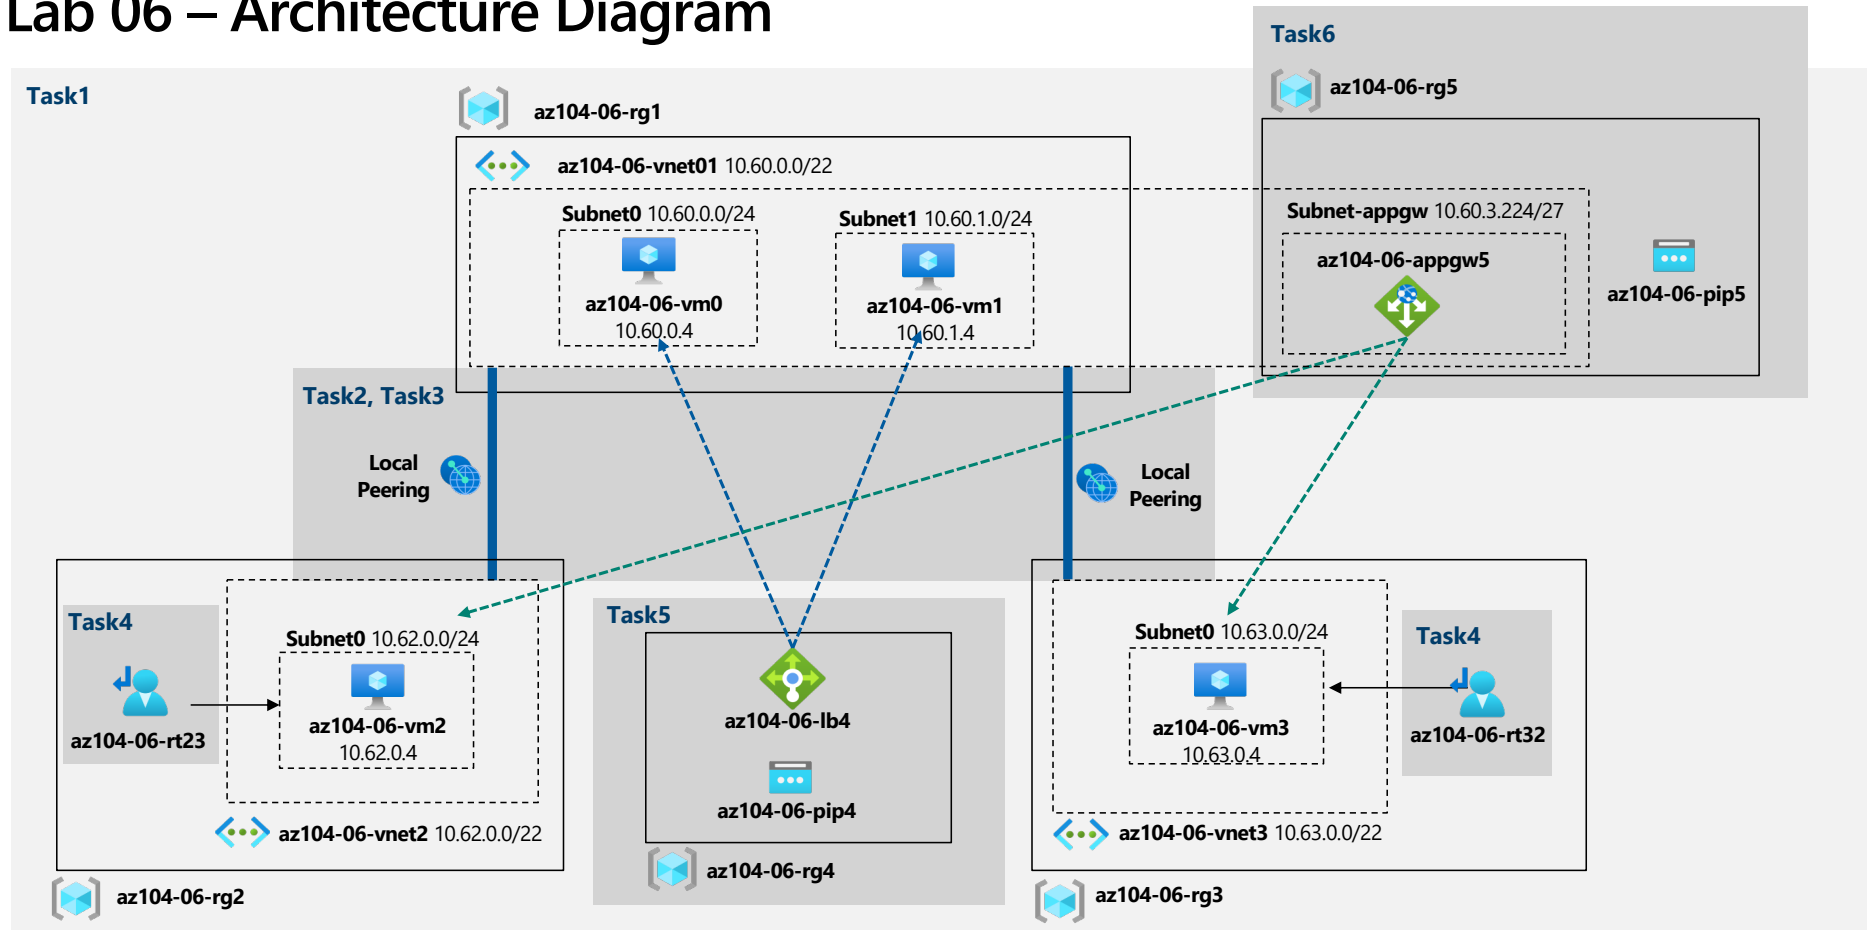 Lab 06 – Architecture Diagram
Task1
az104-06-rg1
az104-06-vnet01 10.60.0.0/22
Subnet0 10.60.0.0/24
az104-06-vm0
10.60.0.4
Subnet1 10.60.1.0/24
az104-06-vm1
10.60.1.4
Task6
az104-06-rg5
Subnet-appgw 10.60.3.224/27
az104-06-appgw5
az104-06-pip5
Task2, Task3
Local
Peering
Local
Peering
Task4
az104-06-rt23
Subnet0 10.62.0.0/24
az104-06-vm2
10.62.0.4
az104-06-vnet2 10.62.0.0/22
az104-06-rg2
Task5
az104-06-lb4
az104-06-pip4
az104-06-rg4
Subnet0 10.63.0.0/24
az104-06-vm3
10.63.0.4
Task4
az104-06-rt32
az104-06-vnet3 10.63.0.0/22
az104-06-rg3